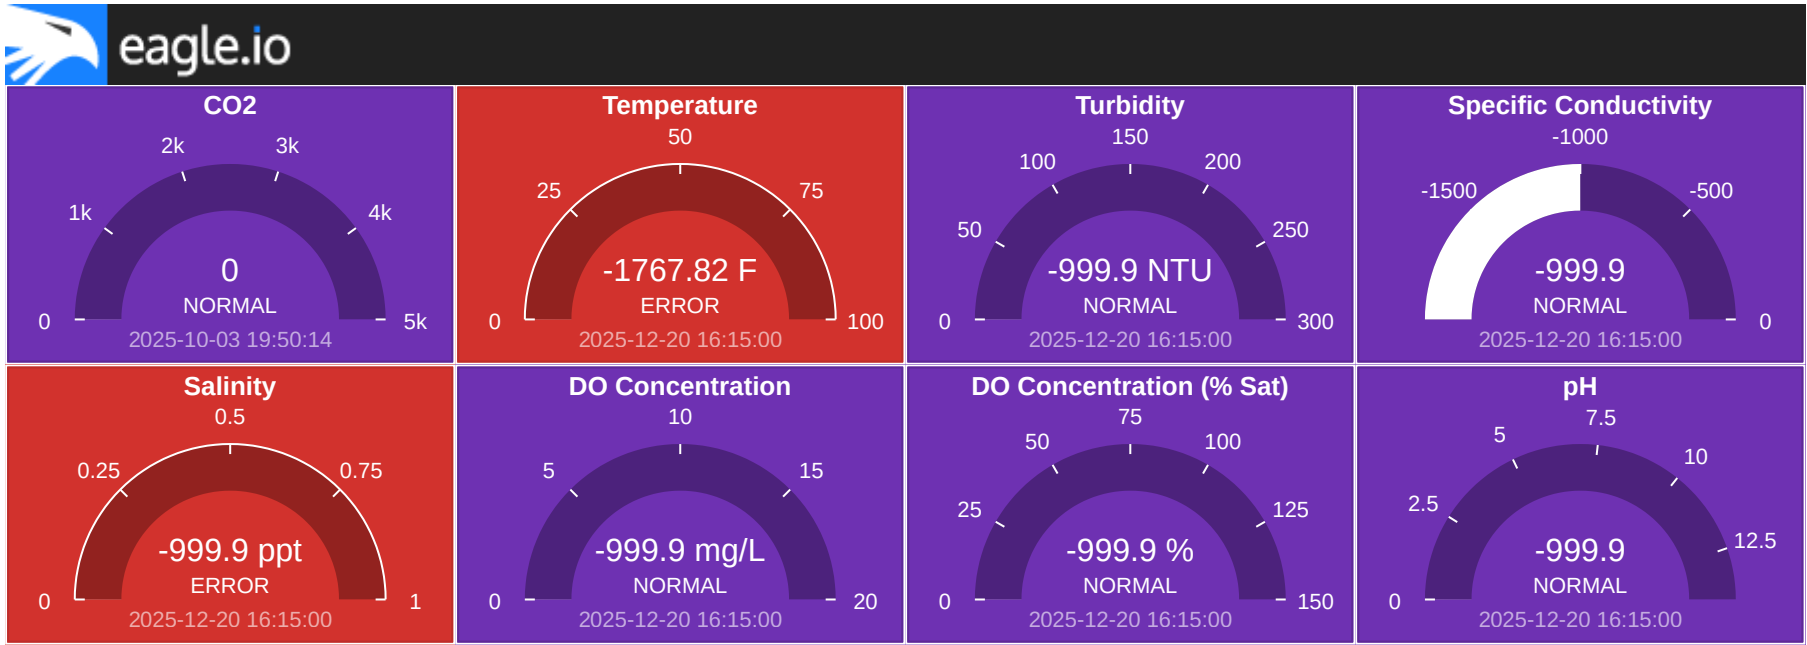 eagle.io
CO2
2k
3k
1k
4k
0
NORMAL
0
5k
2025-10-03 19:50:14
Temperature
50
25
75
-1767.82 F
ERROR
0
100
2025-12-20 16:15:00
Turbidity
150
100
200
50
250
-999.9 NTU
NORMAL
0
300
2025-12-20 16:15:00
Specific Conductivity
-1000
-1500
-500
-999.9
NORMAL
0
2025-12-20 16:15:00
Salinity
0.5
0.25
0.75
-999.9 ppt
ERROR
0
1
2025-12-20 16:15:00
DO Concentration
10
5
15
-999.9 mg/L
NORMAL
0
20
2025-12-20 16:15:00
DO Concentration (% Sat)
75
50
100
25
125
-999.9 %
NORMAL
0
150
2025-12-20 16:15:00
pH
7.5
5
10
2.5
12.5
-999.9
NORMAL
0
2025-12-20 16:15:00